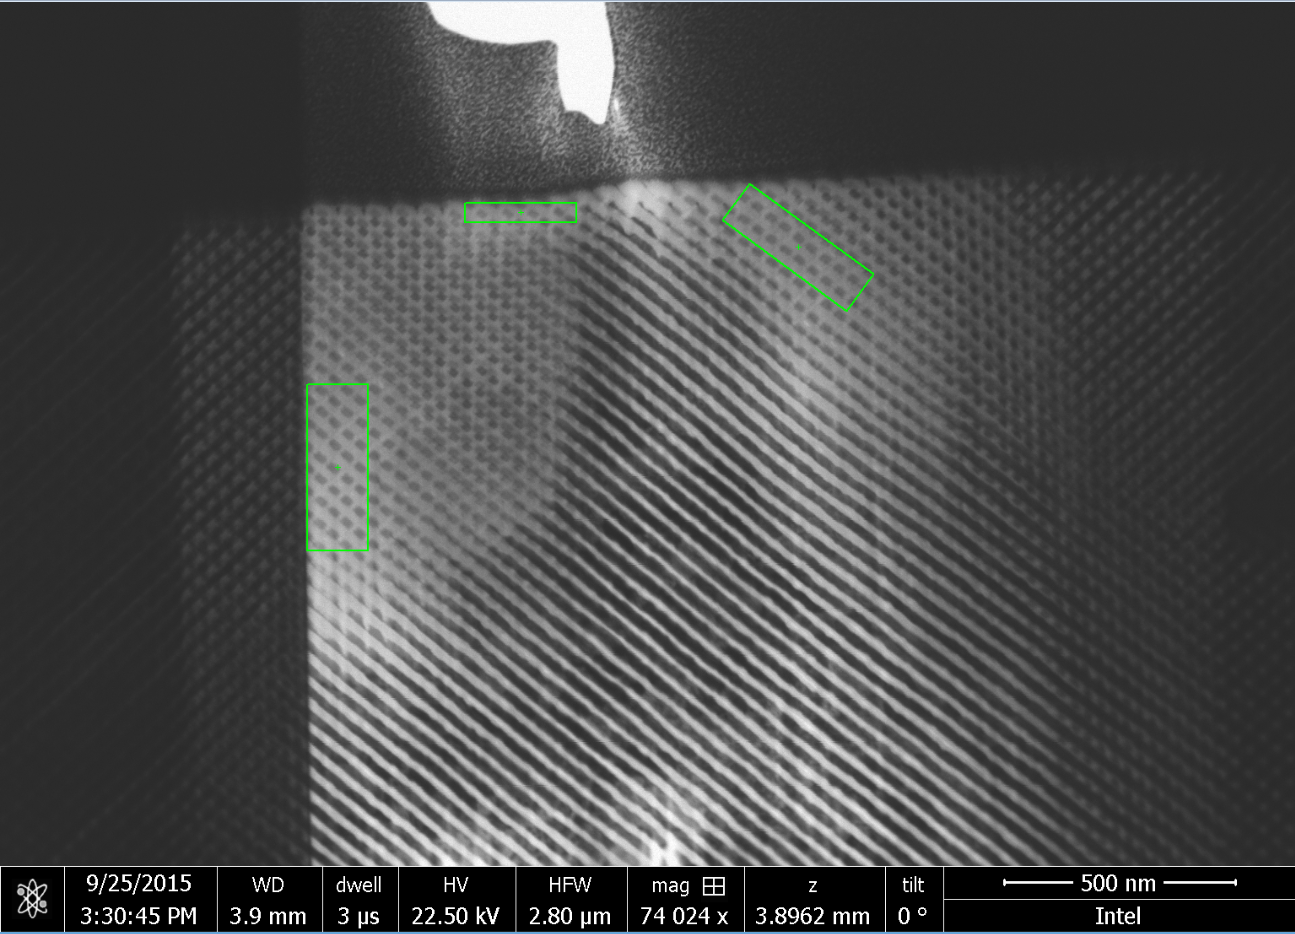 9/25/2015
3:30:45 PM
WD
3.9 mm
dwell
3 µs
HV
22.50 kV
HFW
2.80 µm
mag
74 024 x
z
3.8962 mm
tilt
0 °
500 nm
Intel